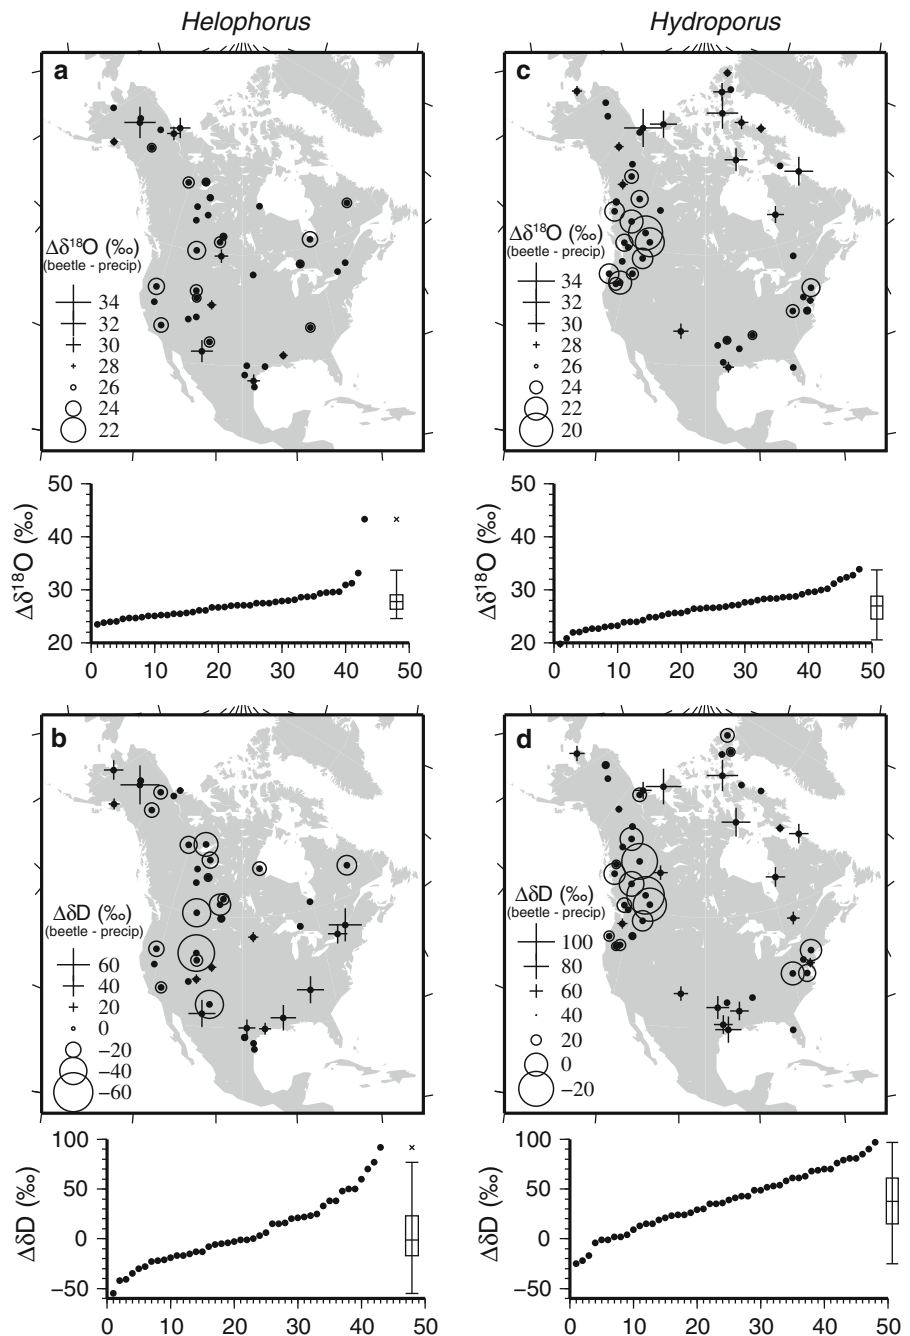 Helophorus
Hydroporus
a
Δδ18O (‰)
(beetle - precip)
34
32
30
28
26
24
22
c
Δδ18O (‰)
(beetle - precip)
34
32
30
28
26
24
22
20
Δδ18O (‰)
50
40
30
20
0 10 20 30 40 50
Δδ18O (‰)
50
40
30
20
0 10 20 30 40 50
b
ΔδD (‰)
(beetle - precip)
60
40
20
0
−20
−40
−60
d
ΔδD (‰)
(beetle - precip)
100
80
60
40
20
0
−20
ΔδD (‰)
100
50
0
−50
0 10 20 30 40 50
ΔδD (‰)
100
50
0
−50
0 10 20 30 40 50